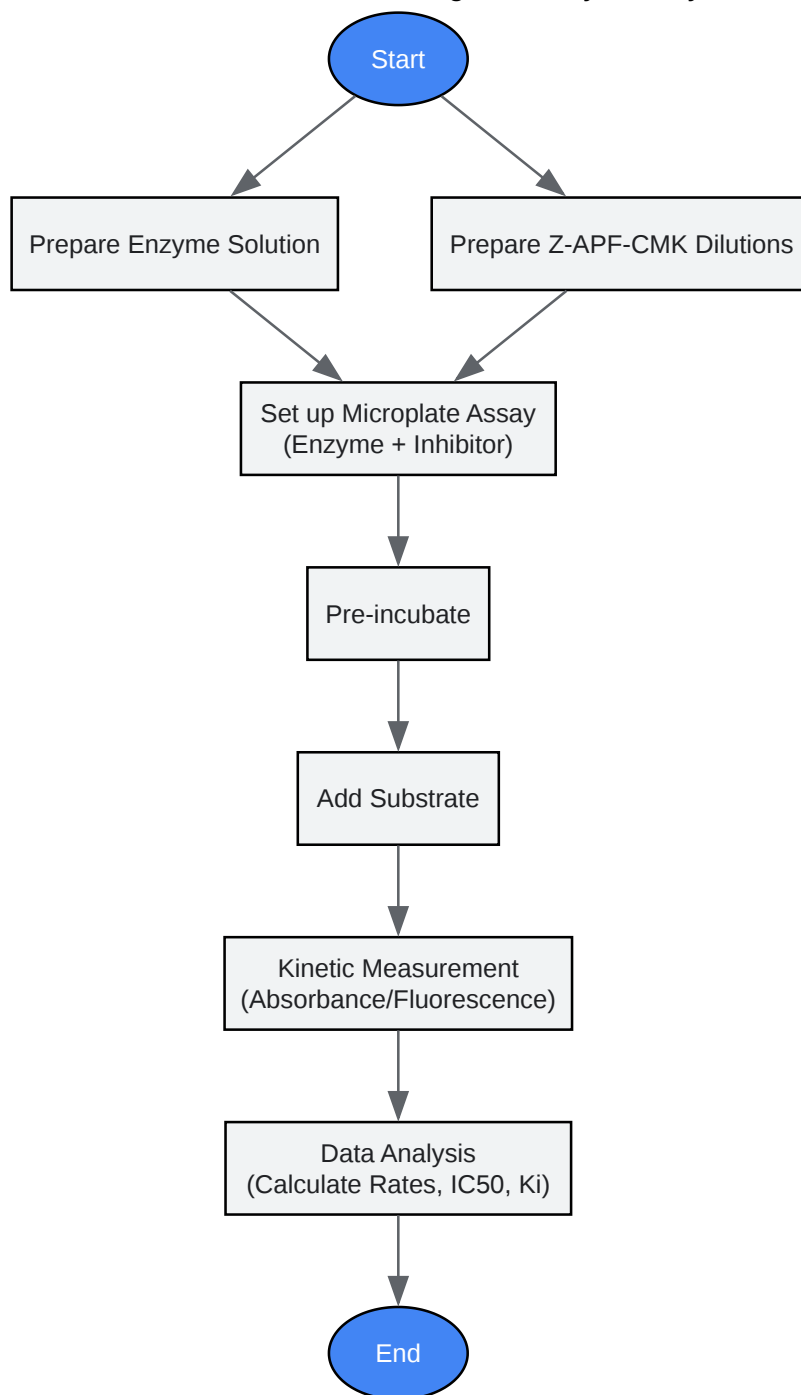 Start
Prepare Enzyme Solution
Prepare Z-APF-CMK Dilutions
Set up Microplate Assay
(Enzyme + Inhibitor)
Pre-incubate
Add Substrate
Kinetic Measurement
(Absorbance/Fluorescence)
Data Analysis
(Calculate Rates, IC50, Ki)
End